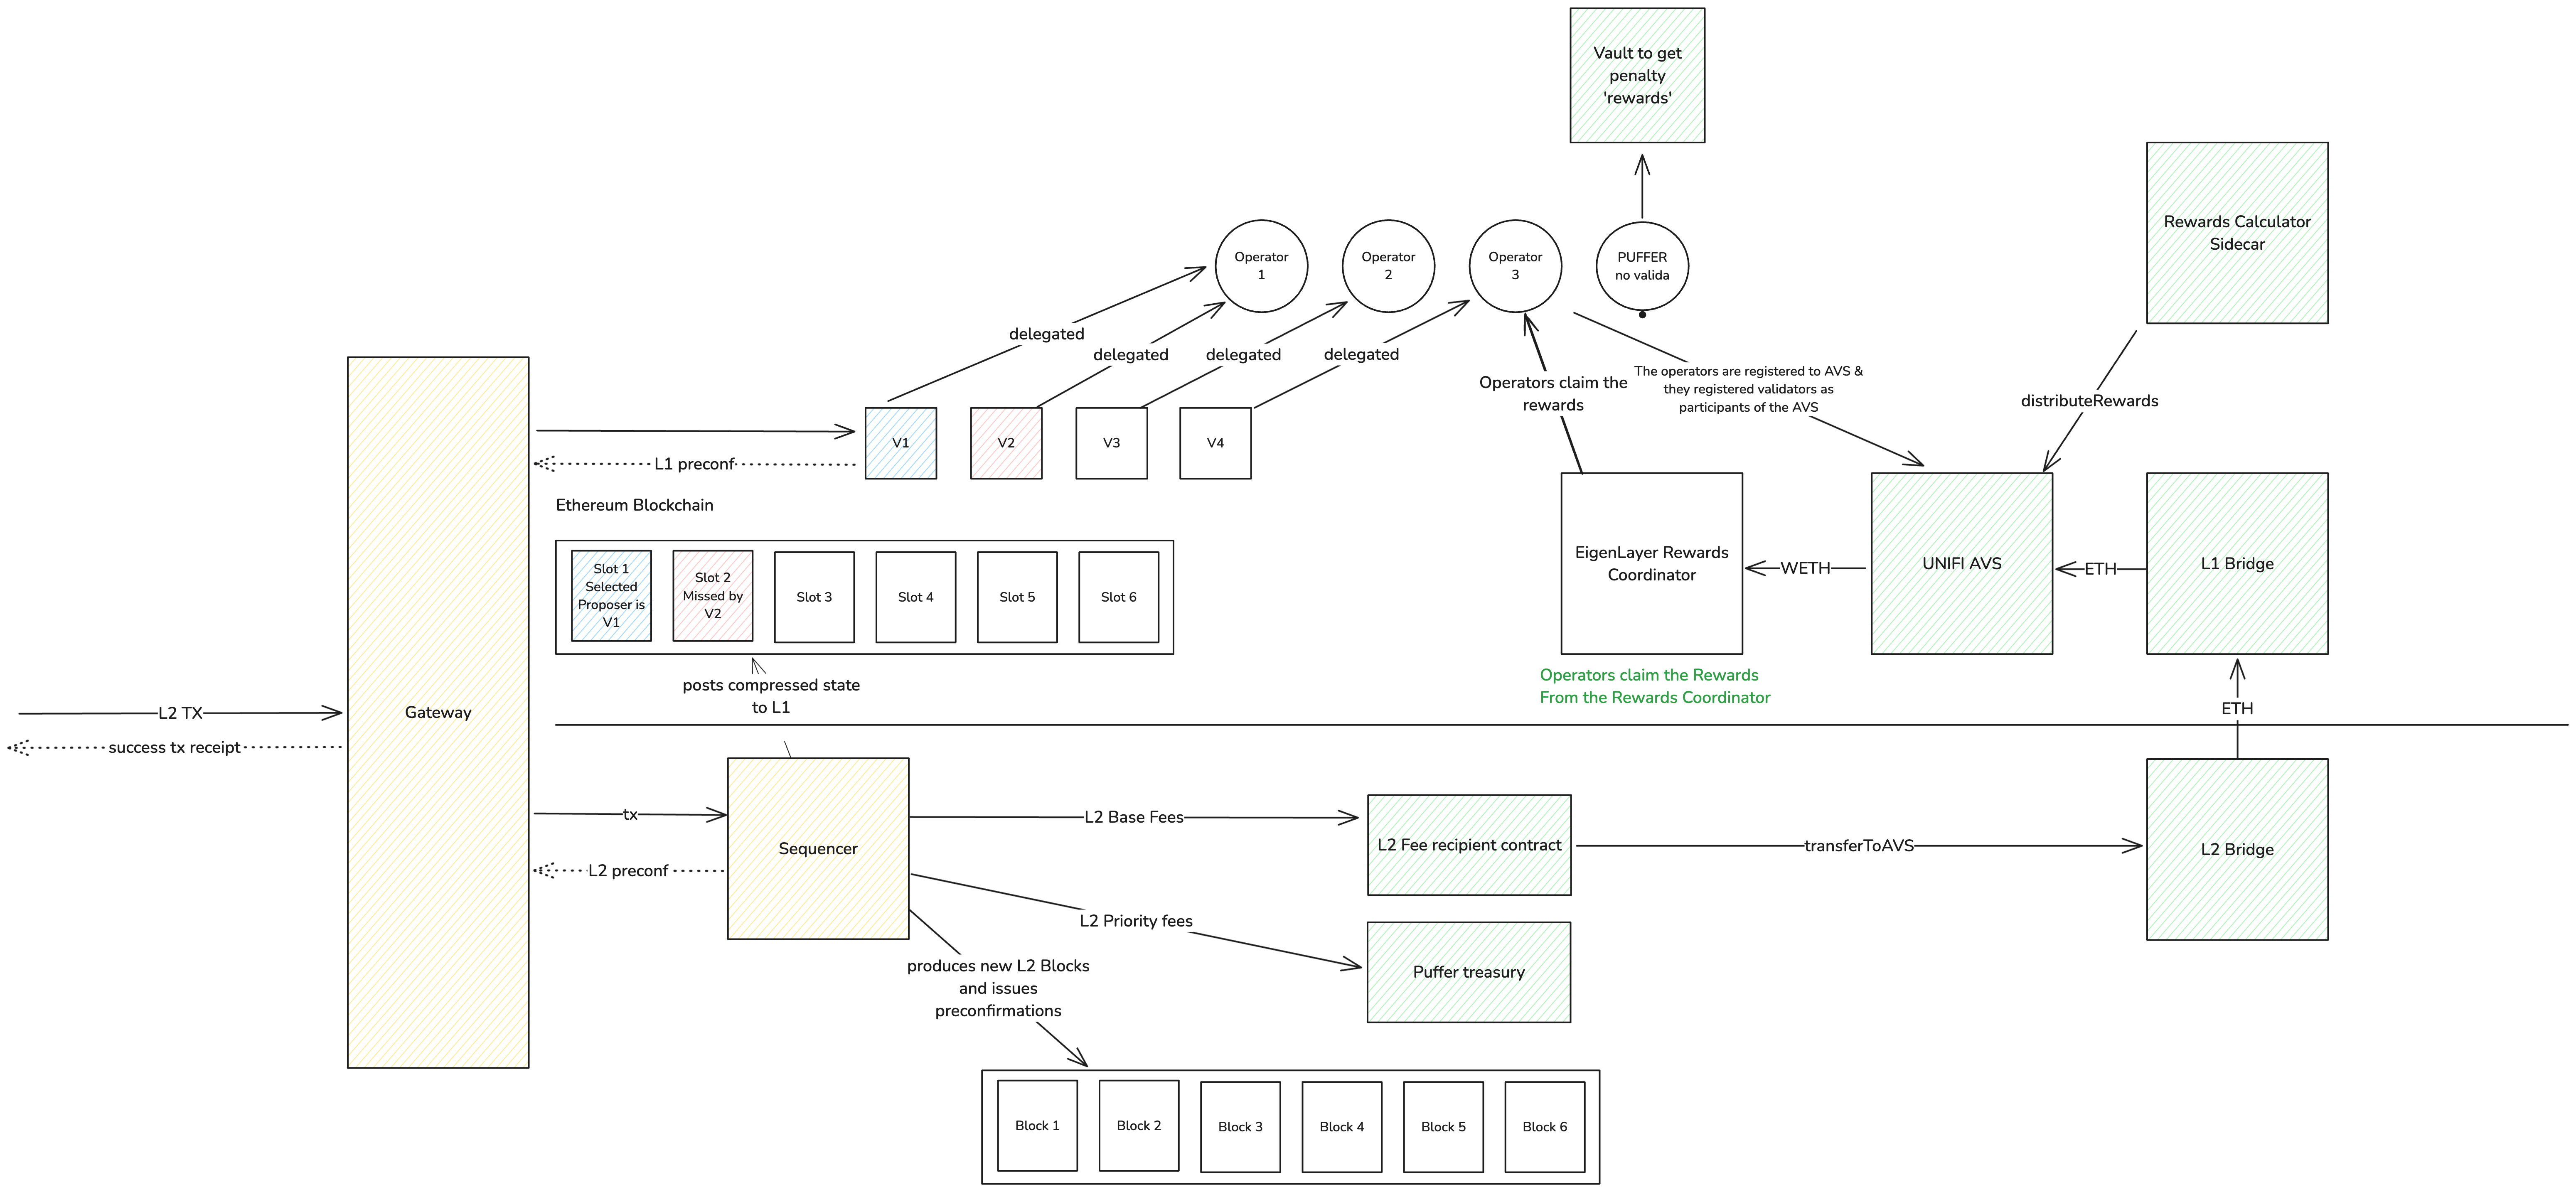 Vault to get
penalty
'rewards'
Rewards Calculator
Sidecar
Operator
1
Operator
2
Operator
3
PUFFER
no valida
delegated
delegated
delegated
delegated
Operators claim the
rewards
The operators are registered to AVS &
they registered validators as
participants of the AVS
distributeRewards
V1
V2
V3
V4
L1 preconf
Ethereum Blockchain
Slot 1
Selected
Proposer is
V1
Slot 2
Missed by
V2
Slot 3
Slot 4
Slot 5
Slot 6
EigenLayer Rewards
Coordinator
WETH
UNIFI AVS
ETH
L1 Bridge
Operators claim the Rewards
From the Rewards Coordinator
posts compressed state
to L1
ETH
L2 TX
Gateway
success tx receipt
tx
L2 preconf
Sequencer
L2 Base Fees
L2 Fee recipient contract
transferToAVS
L2 Bridge
L2 Priority fees
Puffer treasury
produces new L2 Blocks
and issues
preconfirmations
Block 1
Block 2
Block 3
Block 4
Block 5
Block 6